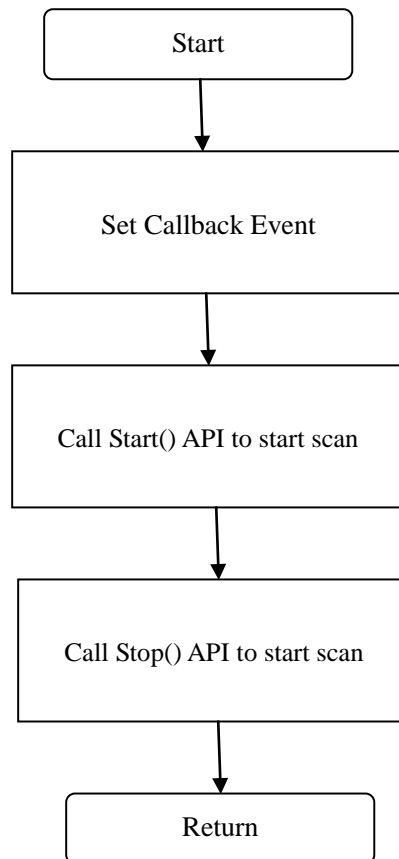 Start
Set Callback Event
Call Start() API to start scan
Call Stop() API to start scan
Return